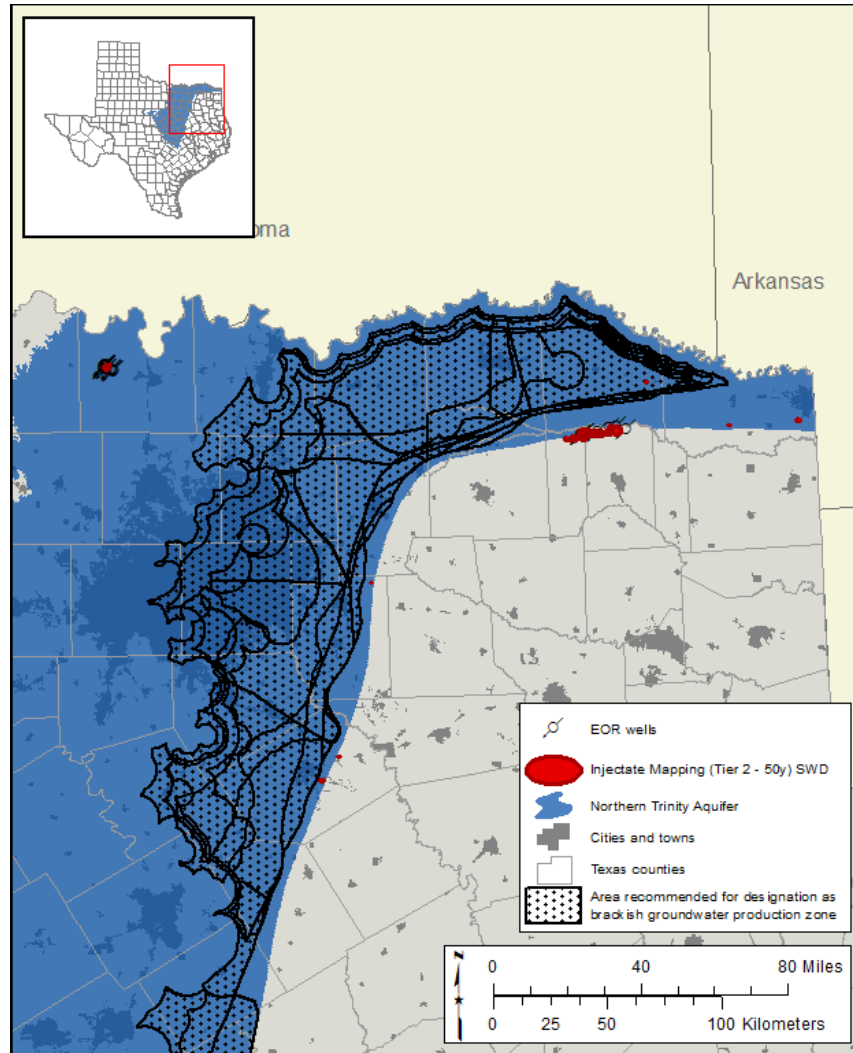 oma
Arkansas
EOR wells
Injectate Mapping (Tier 2 - 50y) SWD
Northern Trinity Aquifer
Cities and towns
Texas counties
Area recommended for designation as
brackish groundwater production zone
N
0 40 80 Miles
0 25 50 100 Kilometers